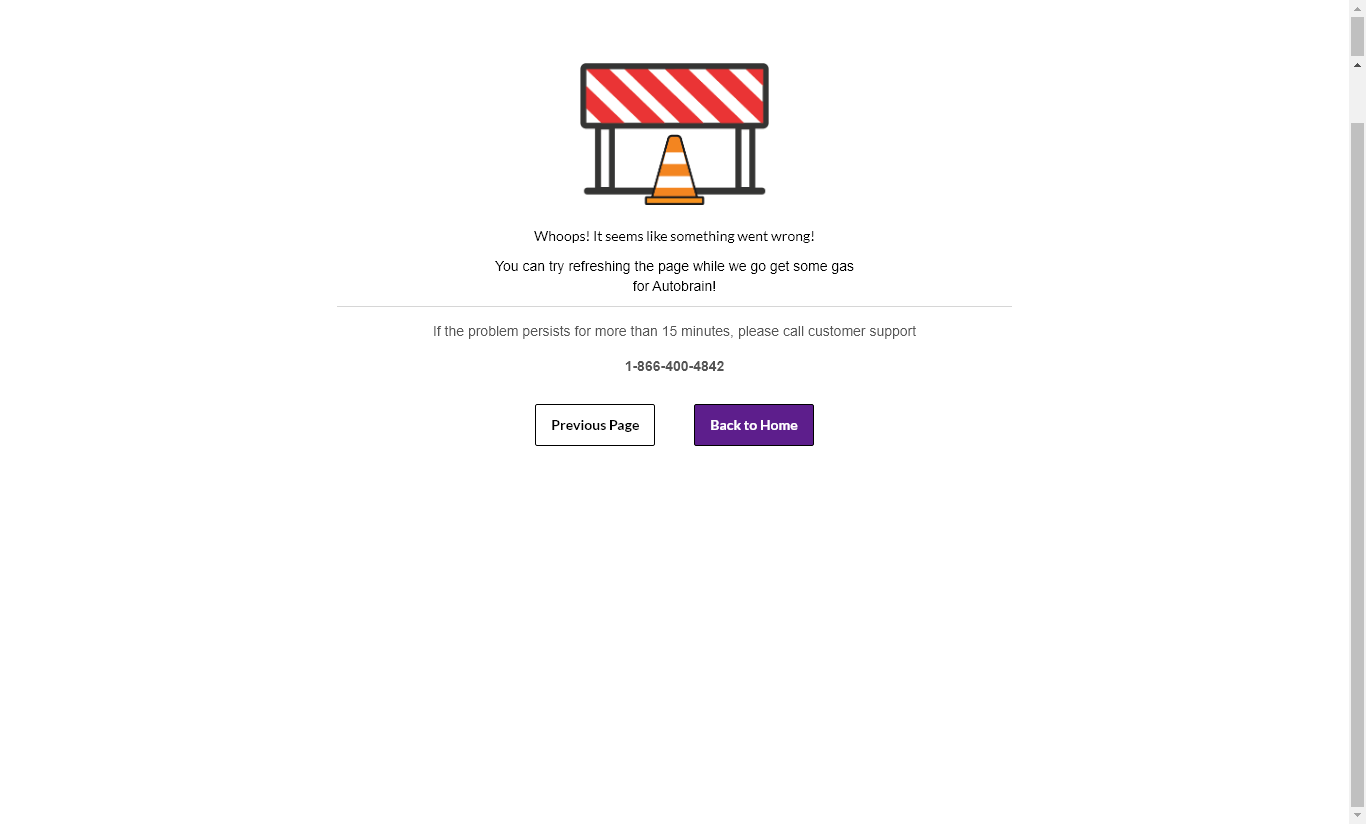 Whoops! It seems like something went wrong!
You can try refreshing the page while we go get some gas
for Autobrain!
If the problem persists for more than 15 minutes, please call customer support
1-866-400-4842
Previous Page
Back to Home